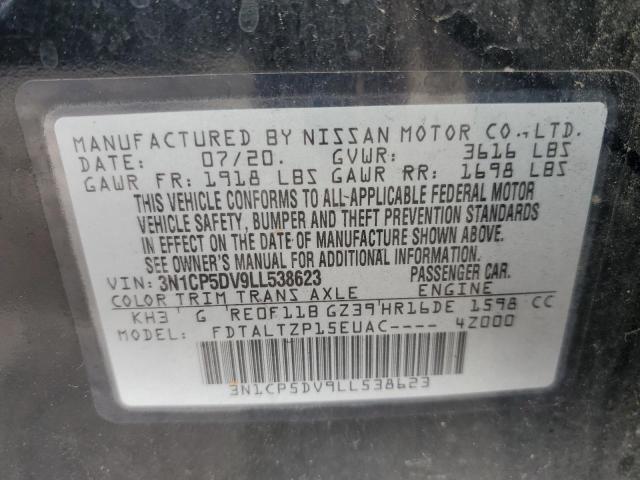 MANUFACTURED BY NISSAN MOTOR CO., LTD.
DATE: 07/20. GVWR: 3616 LBS
GAWR FR: 1918 LBS GAWR RR: 1698 LBS
THIS VEHICLE CONFORMS TO ALL-APPLICABLE FEDERAL MOTOR
VEHICLE SAFETY, BUMPER AND THEFT PREVENTION STANDARDS
IN EFFECT ON THE DATE OF MANUFACTURE SHOWN ABOVE.
SEE OWNER'S MANUAL FOR ADDITIONAL INFORMATION.
VIN: 3N1CP5DV9LL538623 PASSENGER CAR.
COLOR TRIM TRANS AXLE ENGINE
KH3 G RE0F11B GZ39 HR16DE 1598 CC
MODEL: FDTALTZP15EUAC---- 4Z000
3N1CP5DV9LL538623